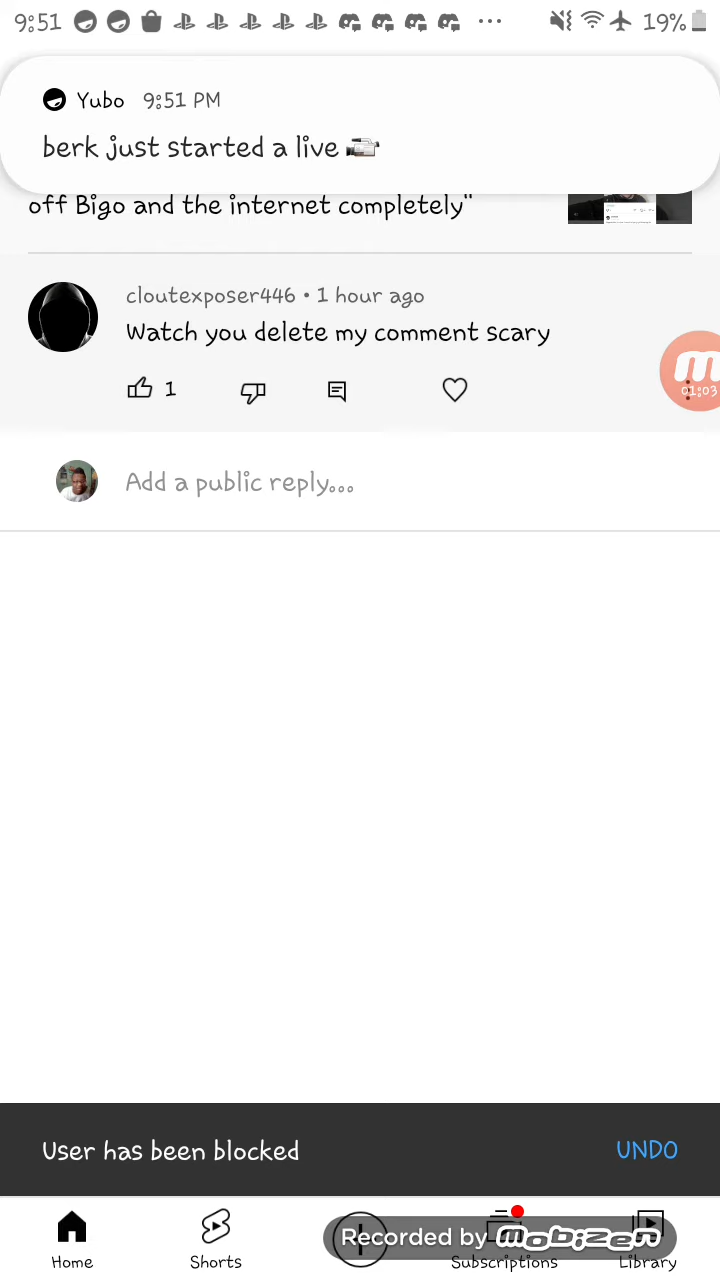 9:51 19%
Yubo 9:51 PM
berk just started a live
off Bigo and the internet completely"
cloutexposer446 • 1 hour ago
Watch you delete my comment scary
1
01:03
Add a public reply...
User has been blocked UNDO
Recorded by mobizen
Home Shorts Subscriptions Library